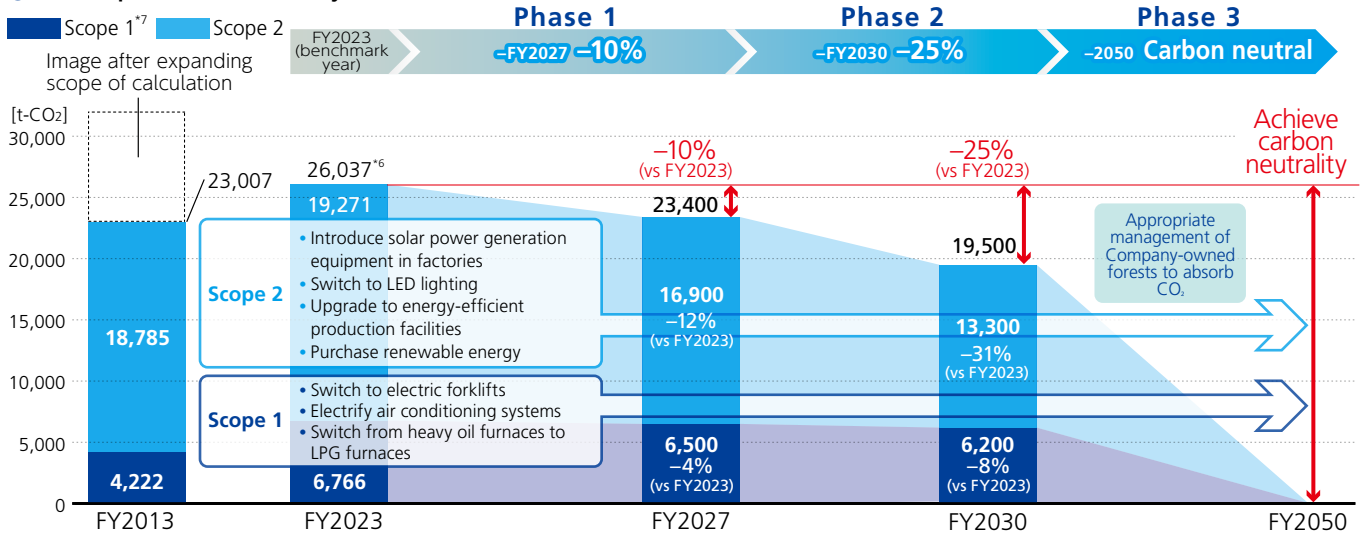 Scope 1*7
Scope 2
Image after expanding
scope of calculation
FY2023
(benchmark
year)
Phase 1
–FY2027 –10%
Phase 2
–FY2030 –25%
Phase 3
–2050 Carbon neutral
[t-CO2]
30,000
25,000
20,000
15,000
10,000
5,000
0
23,007
18,785
4,222
26,037*6
19,271
6,766
Scope 2
• Introduce solar power generation
equipment in factories
• Switch to LED lighting
• Upgrade to energy-efficient
production facilities
• Purchase renewable energy
Scope 1
• Switch to electric forklifts
• Electrify air conditioning systems
• Switch from heavy oil furnaces to
LPG furnaces
–10%
(vs FY2023)
23,400
16,900
–12%
(vs FY2023)
6,500
–4%
(vs FY2023)
–25%
(vs FY2023)
19,500
13,300
–31%
(vs FY2023)
6,200
–8%
(vs FY2023)
Appropriate
management of
Company-owned
forests to absorb
CO2
Achieve
carbon
neutrality
FY2013
FY2023
FY2027
FY2030
FY2050